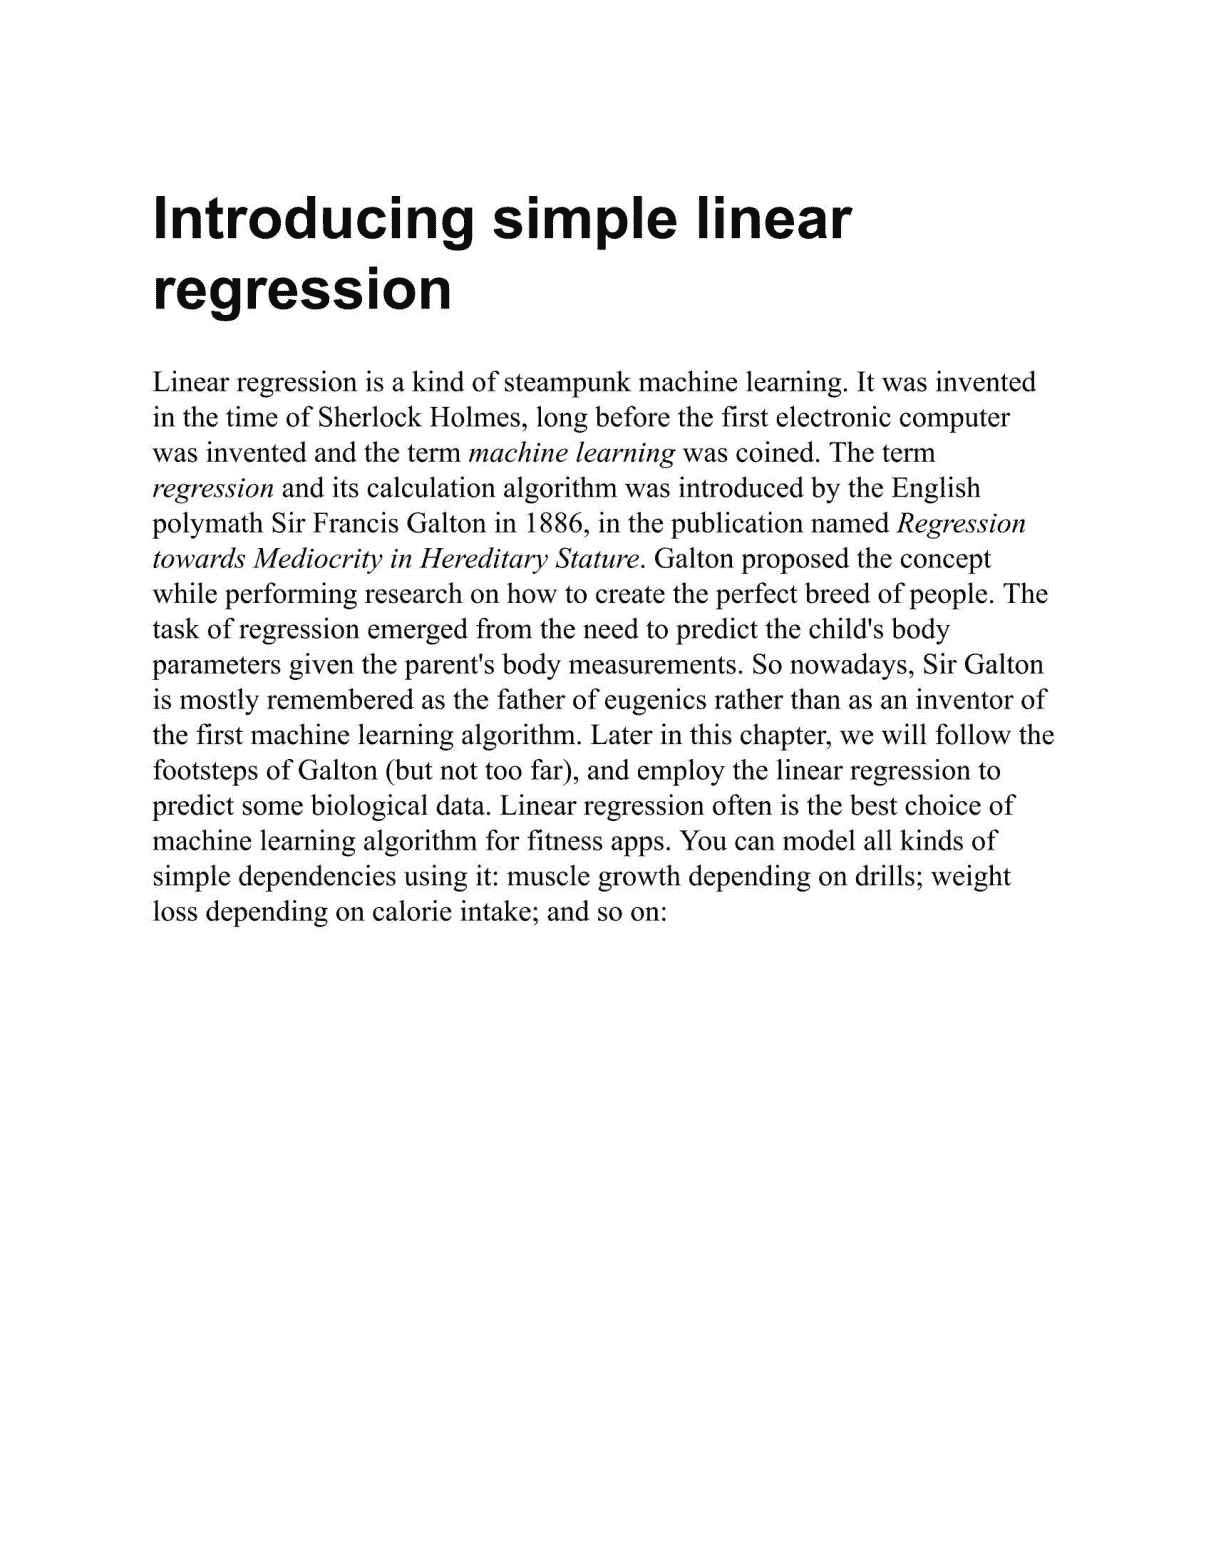 Introducing simple linear
regression
Linear regression is a kind of steampunk machine learning. It was invented
in the time of Sherlock Holmes, long before the first electronic computer
was invented and the term machine learning was coined. The term
regression and its calculation algorithm was introduced by the English
polymath Sir Francis Galton in 1886, in the publication named Regression
towards Mediocrity in Hereditary Stature. Galton proposed the concept
while performing research on how to create the perfect breed of people. The
task of regression emerged from the need to predict the child's body
parameters given the parent's body measurements. So nowadays, Sir Galton
is mostly remembered as the father of eugenics rather than as an inventor of
the first machine learning algorithm. Later in this chapter, we will follow the
footsteps of Galton (but not too far), and employ the linear regression to
predict some biological data. Linear regression often is the best choice of
machine learning algorithm for fitness apps. You can model all kinds of
simple dependencies using it: muscle growth depending on drills; weight
loss depending on calorie intake; and so on: